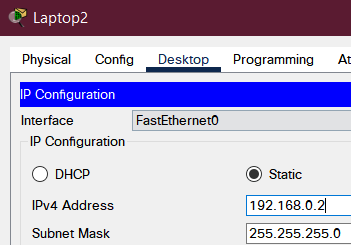 Laptop2
Physical Config Desktop Programming
IP Configuration
Interface FastEthernet0
IP Configuration
DHCP Static
IPv4 Address 192.168.0.2
Subnet Mask 255.255.255.0